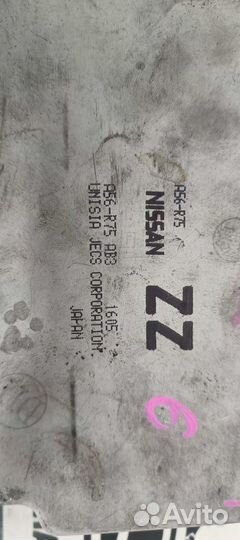 A56-R75
NISSAN
ZZ
A56-R75 AB3 1605
UNISIA JECS CORPORATION.
JAPAN
6
Avito